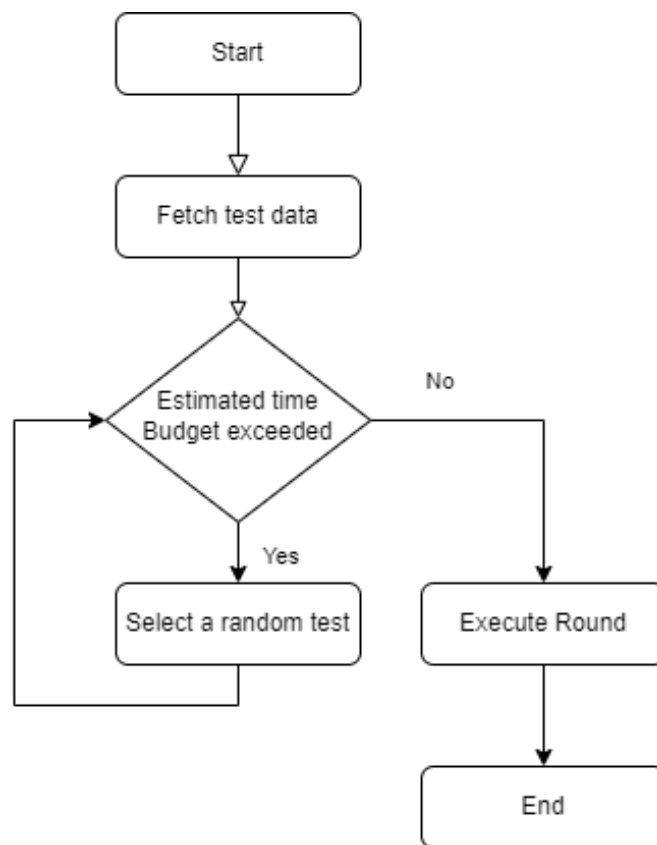 Start
Fetch test data
Estimated time
Budget exceeded
No
Yes
Select a random test
Execute Round
End